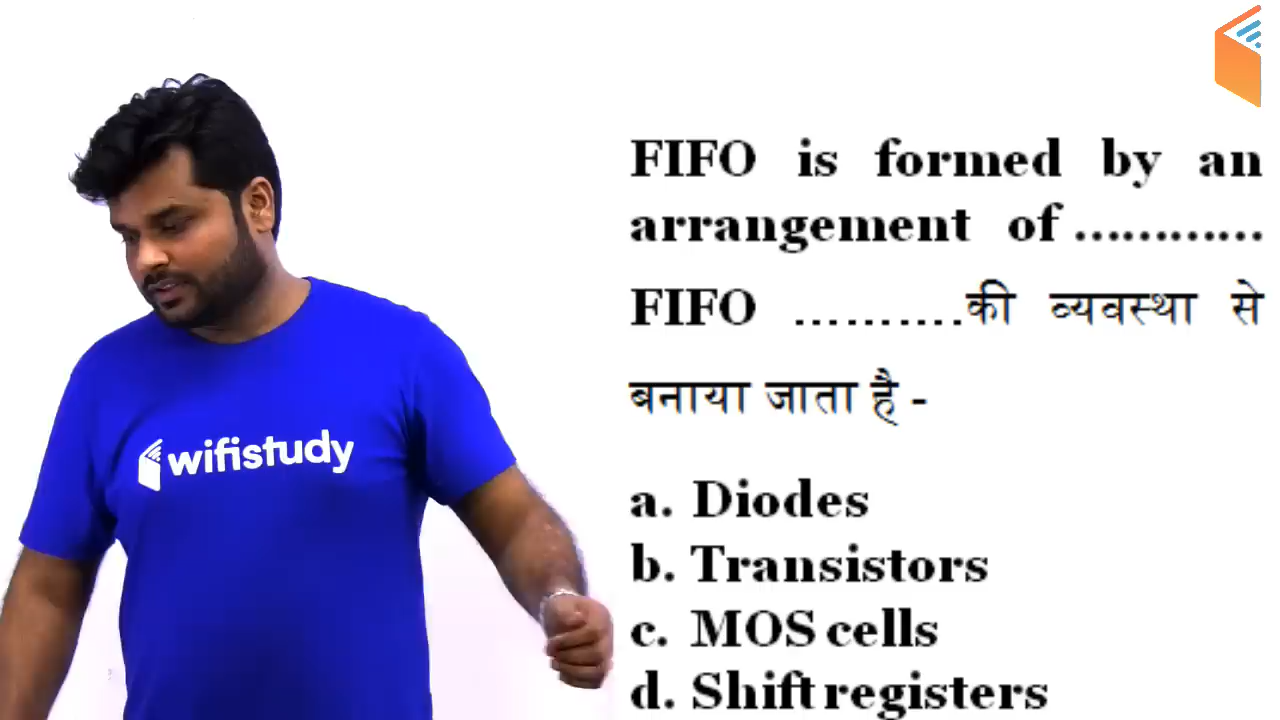 FIFO is formed by an
arrangement of ............
FIFO ..........की व्यवस्था से
बनाया जाता है -
a. Diodes
b. Transistors
c. MOS cells
d. Shift registers
wifistudy